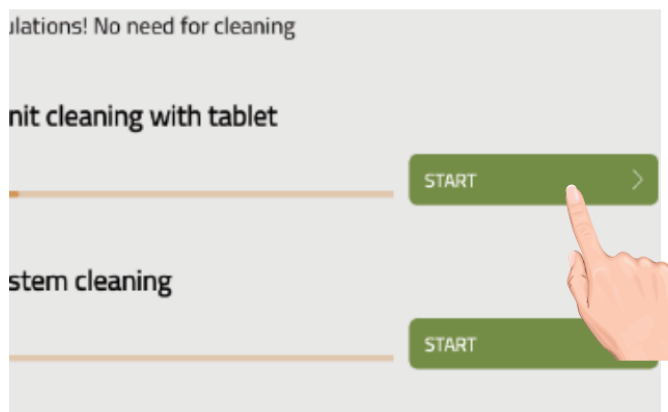 ulations! No need for cleaning
nit cleaning with tablet
START
stem cleaning
START